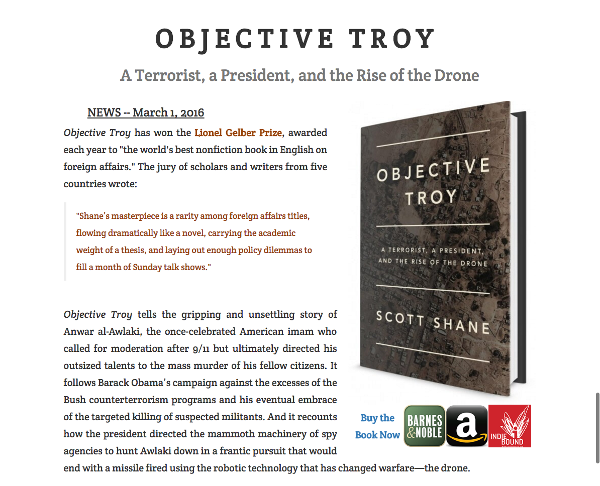 OBJECTIVE TROY
A Terrorist, a President, and the Rise of the Drone
NEWS – March 1, 2016
Objective Troy has won the Lionel Gelber Prize, awarded
each year to "the world's best nonfiction book in English on
foreign affairs." The jury of scholars and writers from five
countries wrote:
"Shane's masterpiece is a rarity among foreign affairs titles,
flowing dramatically like a novel, carrying the academic
weight of a thesis, and laying out enough policy dilemmas to
fill a month of Sunday talk shows."
Objective Troy tells the gripping and unsettling story of
Anwar al-Awlaki, the once-celebrated American imam who
called for moderation after 9/11 but ultimately directed his
outsized talents to the mass murder of his fellow citizens. It
follows Barack Obama's campaign against the excesses of the
Bush counterterrorism programs and his eventual embrace
of the targeted killing of suspected militants. And it recounts
how the president directed the mammoth machinery of spy
agencies to hunt Awlaki down in a frantic pursuit that would
end with a missile fired using the robotic technology that has changed warfare—the drone.
OBJECTIVE
TROY
A TERRORIST, A PRESIDENT,
AND THE RISE OF THE DRONE
SCOTT SHANE
Buy the
Book Now
BARNES
&NOBLE
a
INDIE
BOUND